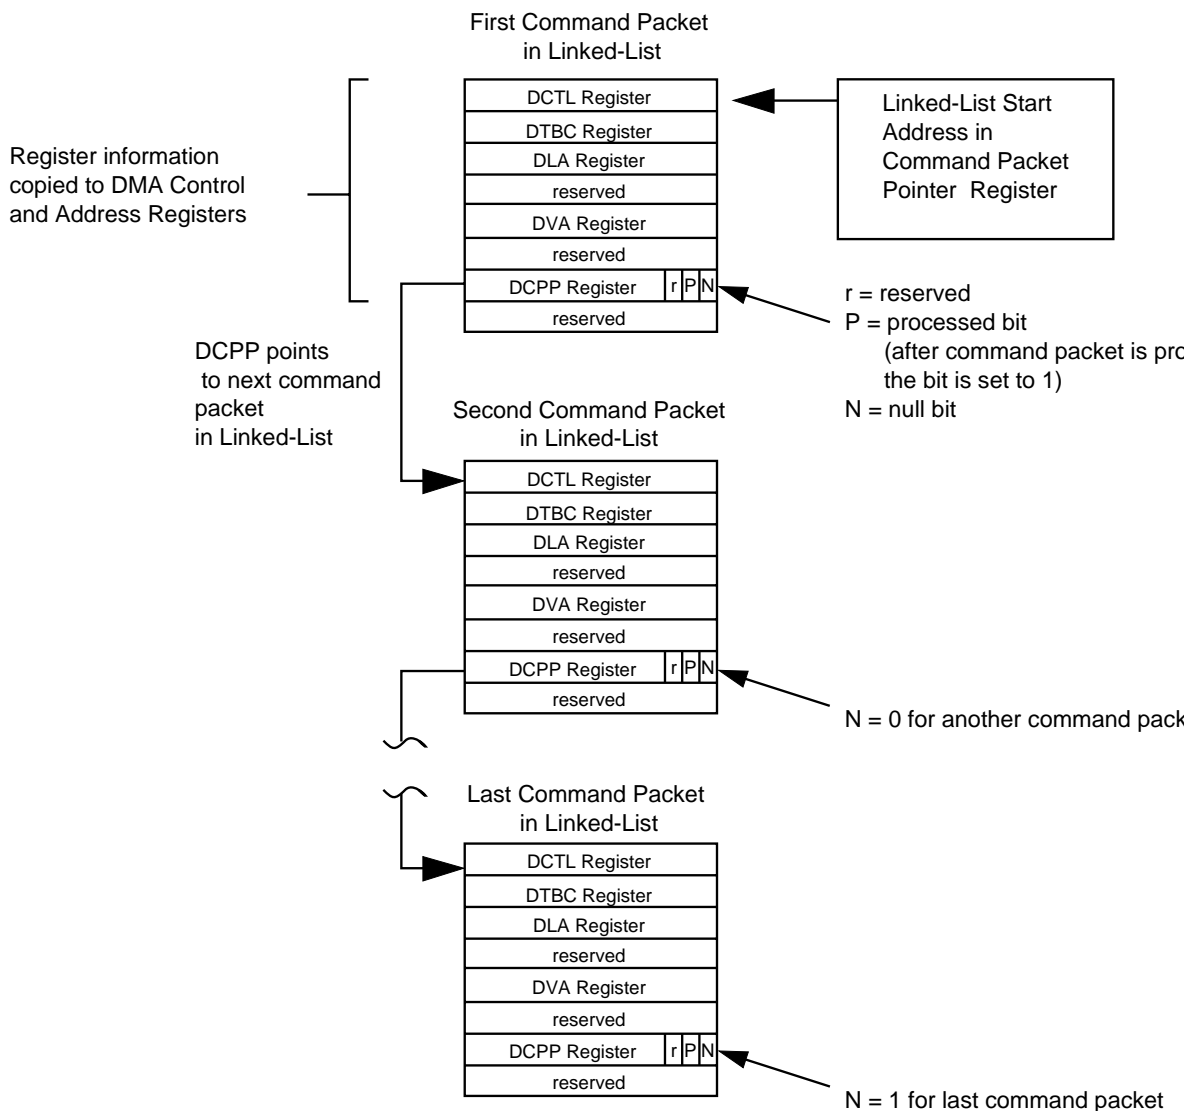 First Command Packet
in Linked-List
DCTL Register
DTBC Register
DLA Register
reserved
DVA Register
reserved
DCPP Register r P N
reserved
Linked-List Start
Address in
Command Packet
Pointer Register
Register information
copied to DMA Control
and Address Registers
r = reserved
P = processed bit
(after command packet is
the bit is set to 1)
N = null bit
DCPP points
to next command
packet
in Linked-List
Second Command Packet
in Linked-List
DCTL Register
DTBC Register
DLA Register
reserved
DVA Register
reserved
DCPP Register r P N
reserved
N = 0 for another command
Last Command Packet
in Linked-List
DCTL Register
DTBC Register
DLA Register
reserved
DVA Register
reserved
DCPP Register r P N
reserved
N = 1 for last command packet